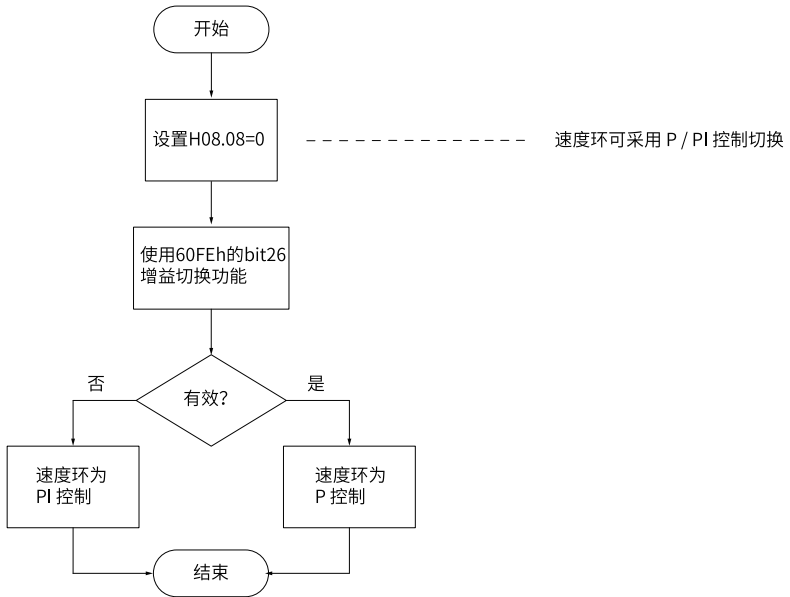 开始
设置H08.08=0
速度环可采用 P / PI 控制切换
使用60FEh的bit26
增益切换功能
有效?
否
是
速度环为
PI 控制
速度环为
P 控制
结束